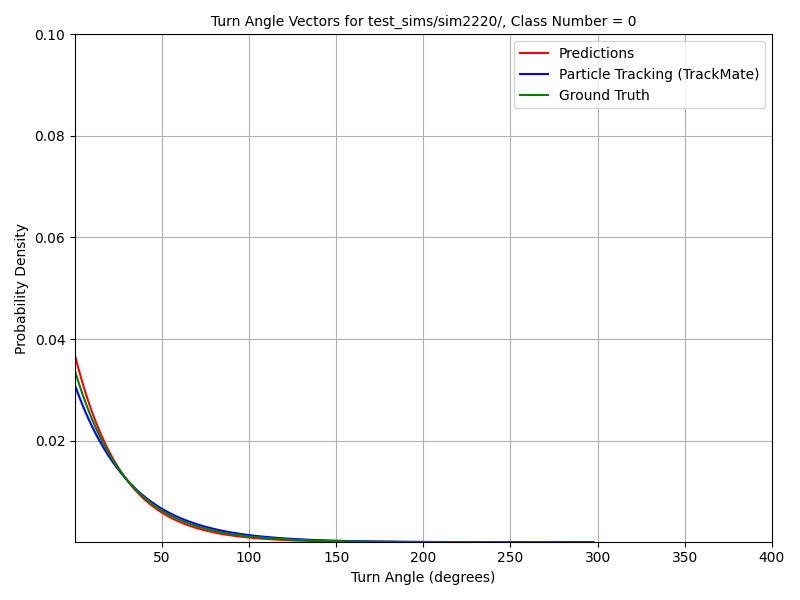 Turn Angle Vectors for test_sims/sim2220/, Class Number = 0
Predictions
Particle Tracking (TrackMate)
Ground Truth
Probability Density
0.10
0.08
0.06
0.04
0.02
50 100 150 200 250 300 350 400
Turn Angle (degrees)